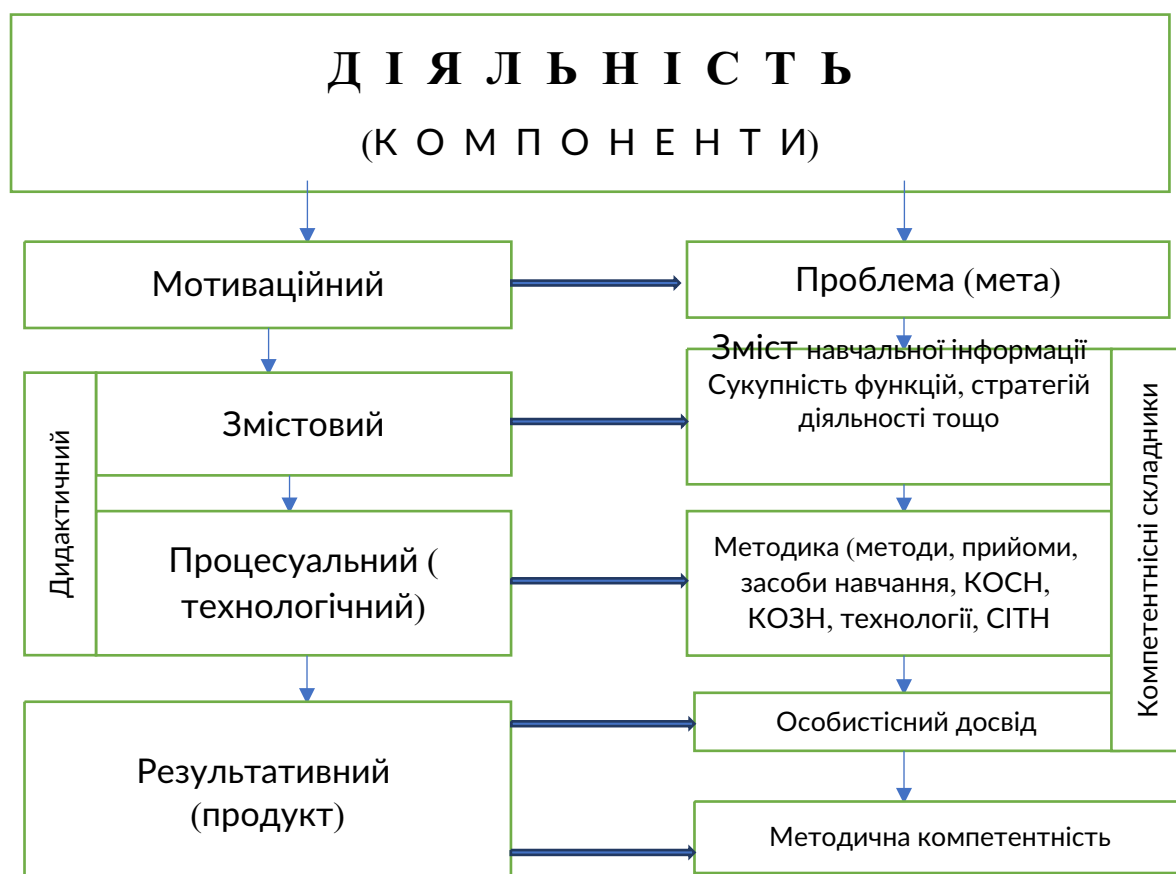 Д І Я Л Ь Н І С Т Ь
(К О М П О Н Е Н Т И)
Мотиваційний
Проблема (мета)
Дидактичний
Змістовий
Зміст навчальної інформації
Сукупність функцій, стратегій
діяльності тощо
Компетентнісні складники
Процесуальний (
технологічний)
Методика (методи, прийоми,
засоби навчання, КОСН,
КОЗН, технології, СІТН
Результативний
(продукт)
Особистісний досвід
Методична компетентність